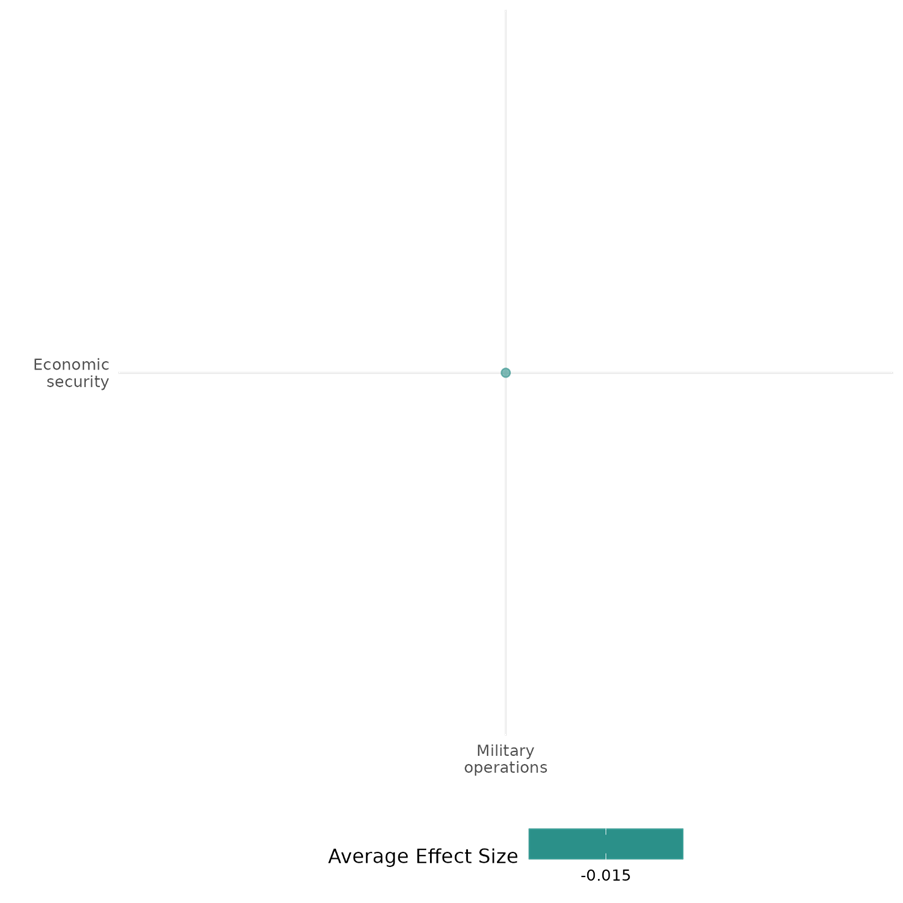 Economic
security
Military
operations
Average Effect Size
-0.015